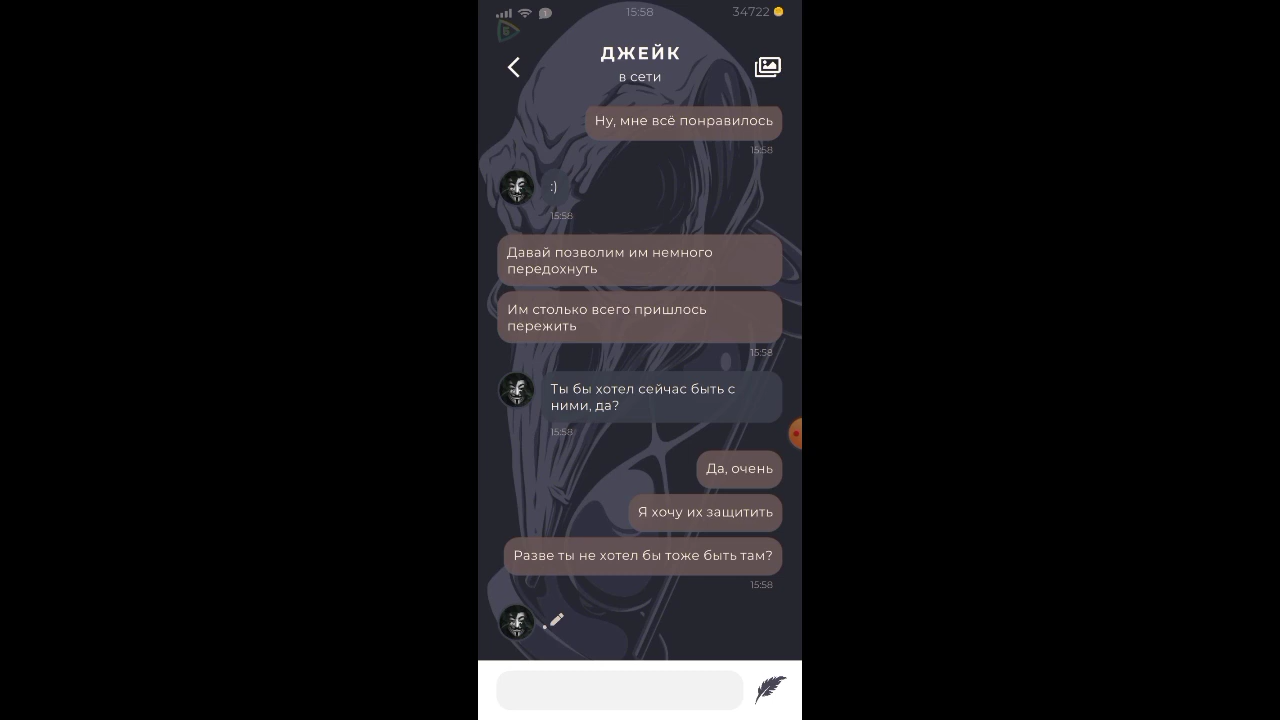 15:58
34722
ДЖЕЙК
в сети
Ну, мне всё понравилось
15:58
:)
15:58
Давай позволим им немного
передохнуть
Им столько всего пришлось
пережить
15:58
Ты бы хотел сейчас быть с
ними, да?
15:58
Да, очень
Я хочу их защитить
Разве ты не хотел бы тоже быть там?
15:58